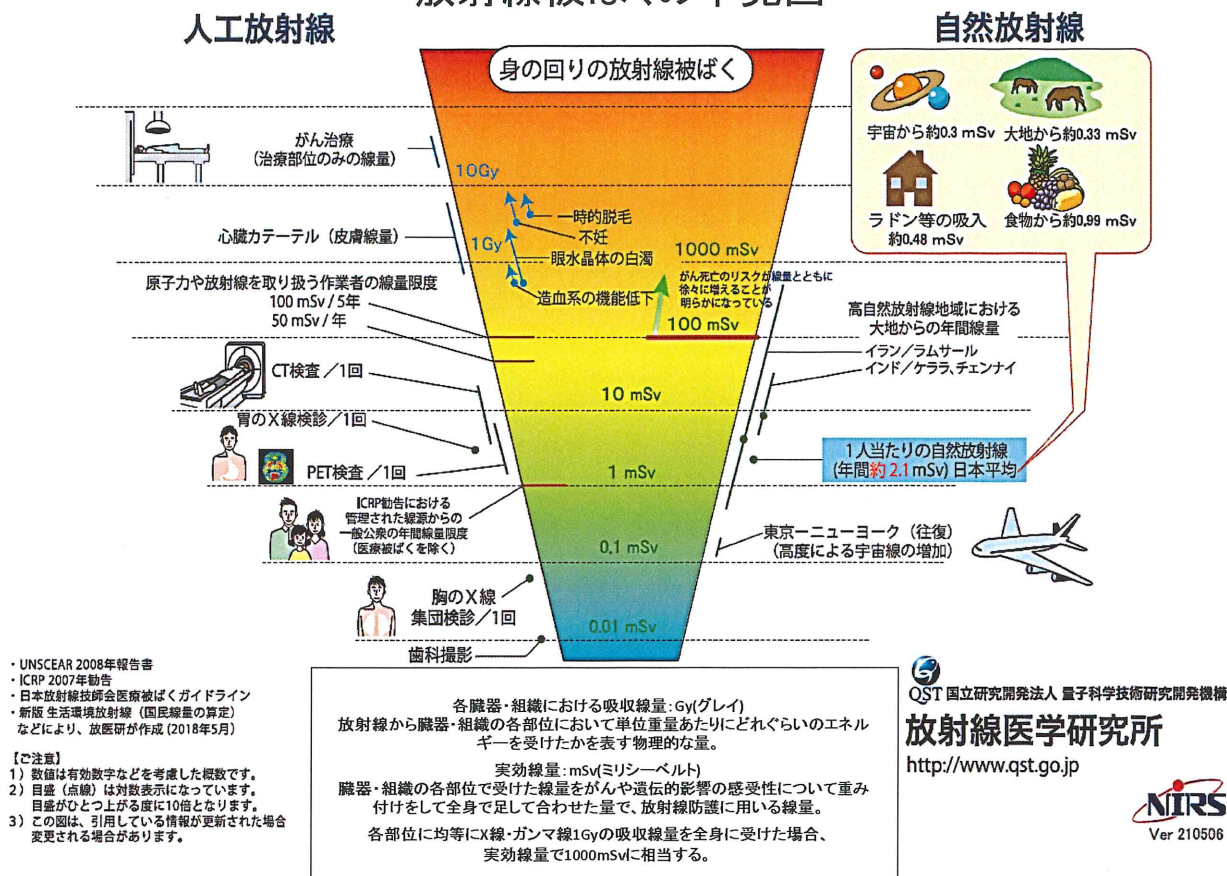 人工放射線
自然放射線
身の回りの放射線被ばく
宇宙から約0.3 mSv
大地から約0.33 mSv
ラドン等の吸入
約0.48 mSv
食物から約0.99 mSv
がん治療
(治療部位のみの線量)
10Gy
一時的脱毛
不妊
心臓カテーテル(皮膚線量)
1Gy
眼水晶体の白濁
1000 mSv
原子力や放射線を取り扱う作業者の線量限度
100 mSv / 5年
50 mSv / 年
造血系の機能低下
がん死亡のリスクが線量とともに
徐々に増えることが
明らかになっている
100 mSv
高自然放射線地域における
大地からの年間線量
イラン/ラムサール
インド/ケララ、チェンナイ
CT検査 /1回
10 mSv
胃のX線検診/1回
PET検査 /1回
1 mSv
1人当たりの自然放射線
(年間約 2.1 mSv) 日本平均
ICRP勧告における
管理された線源からの
一般公衆の年間線量限度
(医療被ばくを除く)
0.1 mSv
東京ーニューヨーク(往復)
(高度による宇宙線の増加)
胸のX線
集団検診/1回
0.01 mSv
歯科撮影
・UNSCEAR 2008年報告書
・ICRP 2007年勧告
・日本放射線技師会医療被ばくガイドライン
・新版 生活環境放射線(国民線量の算定)
などにより、放医研が作成 (2018年5月)
【ご注意】
1)数値は有効数字などを考慮した概数です。
2)目盛(点線)は対数表示になっています。
目盛がひとつ上がる度に10倍となります。
3)この図は、引用している情報が更新された場合
変更される場合があります。
各臓器・組織における吸収線量:Gy(グレイ)
放射線から臓器・組織の各部位において単位重量あたりにどれぐらいのエネル
ギーを受けたかを表す物理的な量。
実効線量:mSv(ミリシーベルト)
臓器・組織の各部位で受けた線量をがんや遺伝的影響の感受性について重み
付けをして全身で足して合わせた量で、放射線防護に用いる線量。
各部位に均等にX線・ガンマ線1Gyの吸収線量を全身に受けた場合、
実効線量で1000mSvに相当する。
QST 国立研究開発法人 量子科学技術研究開発機構
放射線医学研究所
http://www.qst.go.jp
NIRS
Ver 210506